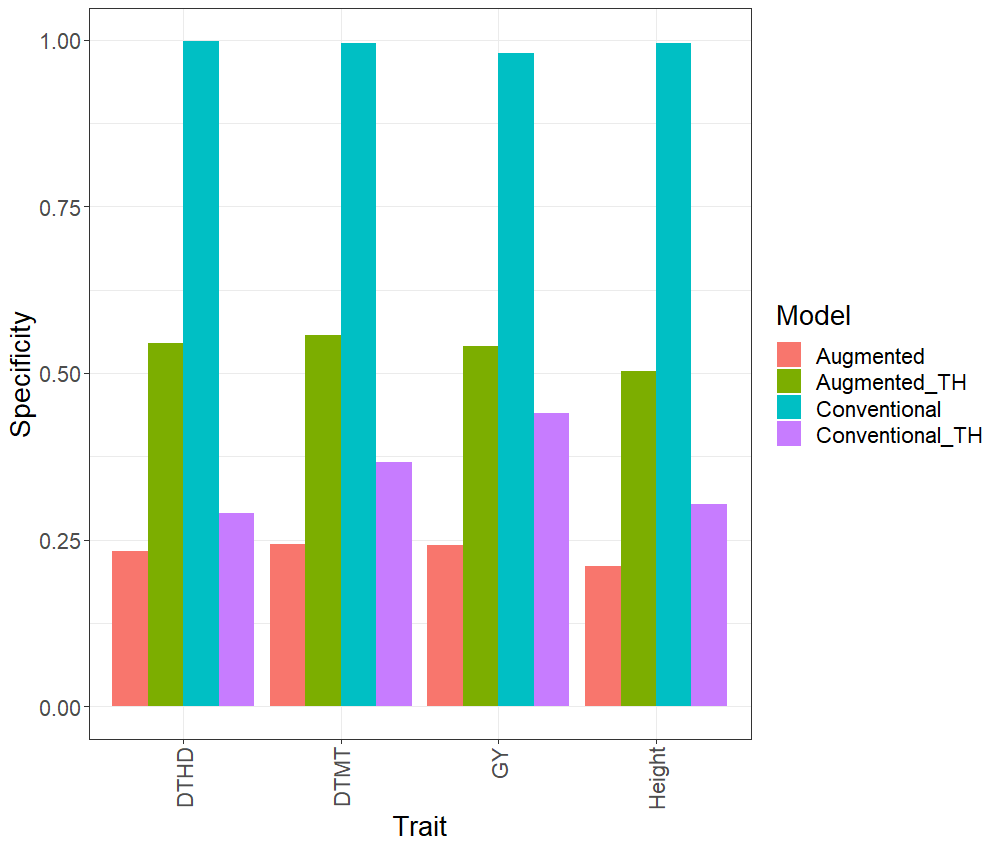 Specificity
1.00
0.75
0.50
0.25
0.00
DTHD
DTMT
GY
Height
Trait
Model
Augmented
Augmented_TH
Conventional
Conventional_TH